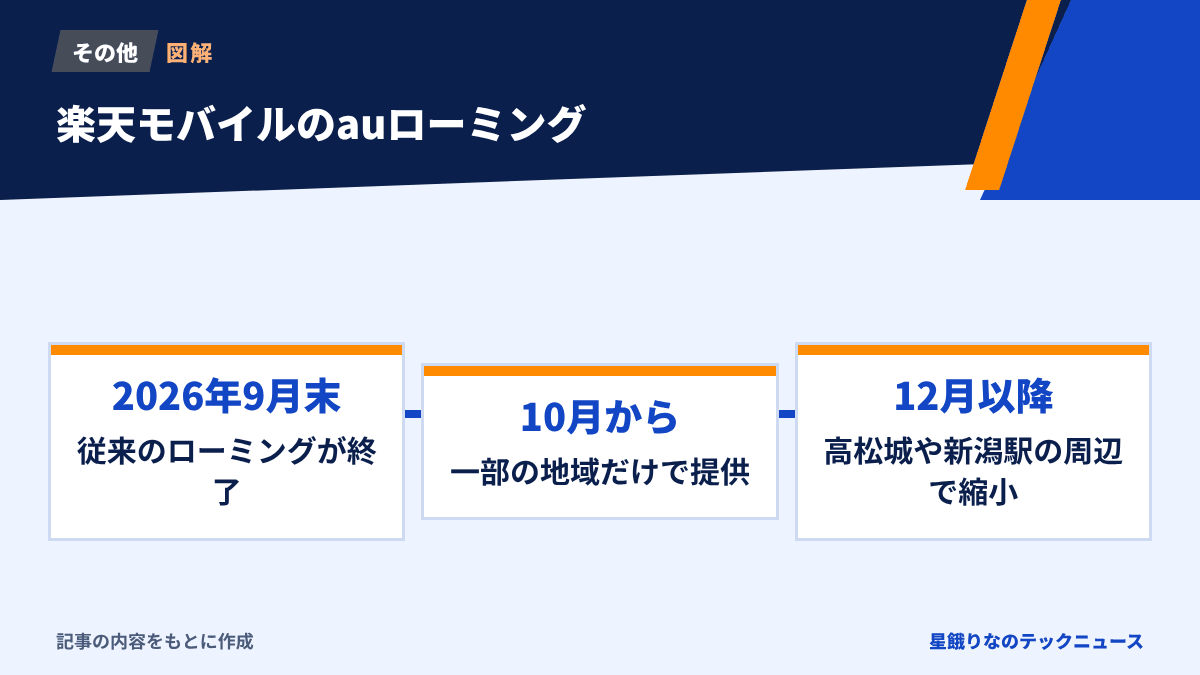 その他
図解
楽天モバイルのauローミング
2026年9月末
従来のローミングが終
了
10月から
一部の地域だけで提供
12月以降
高松城や新潟駅の周辺
で縮小
記事の内容をもとに作成
星餓りなのテックニュース